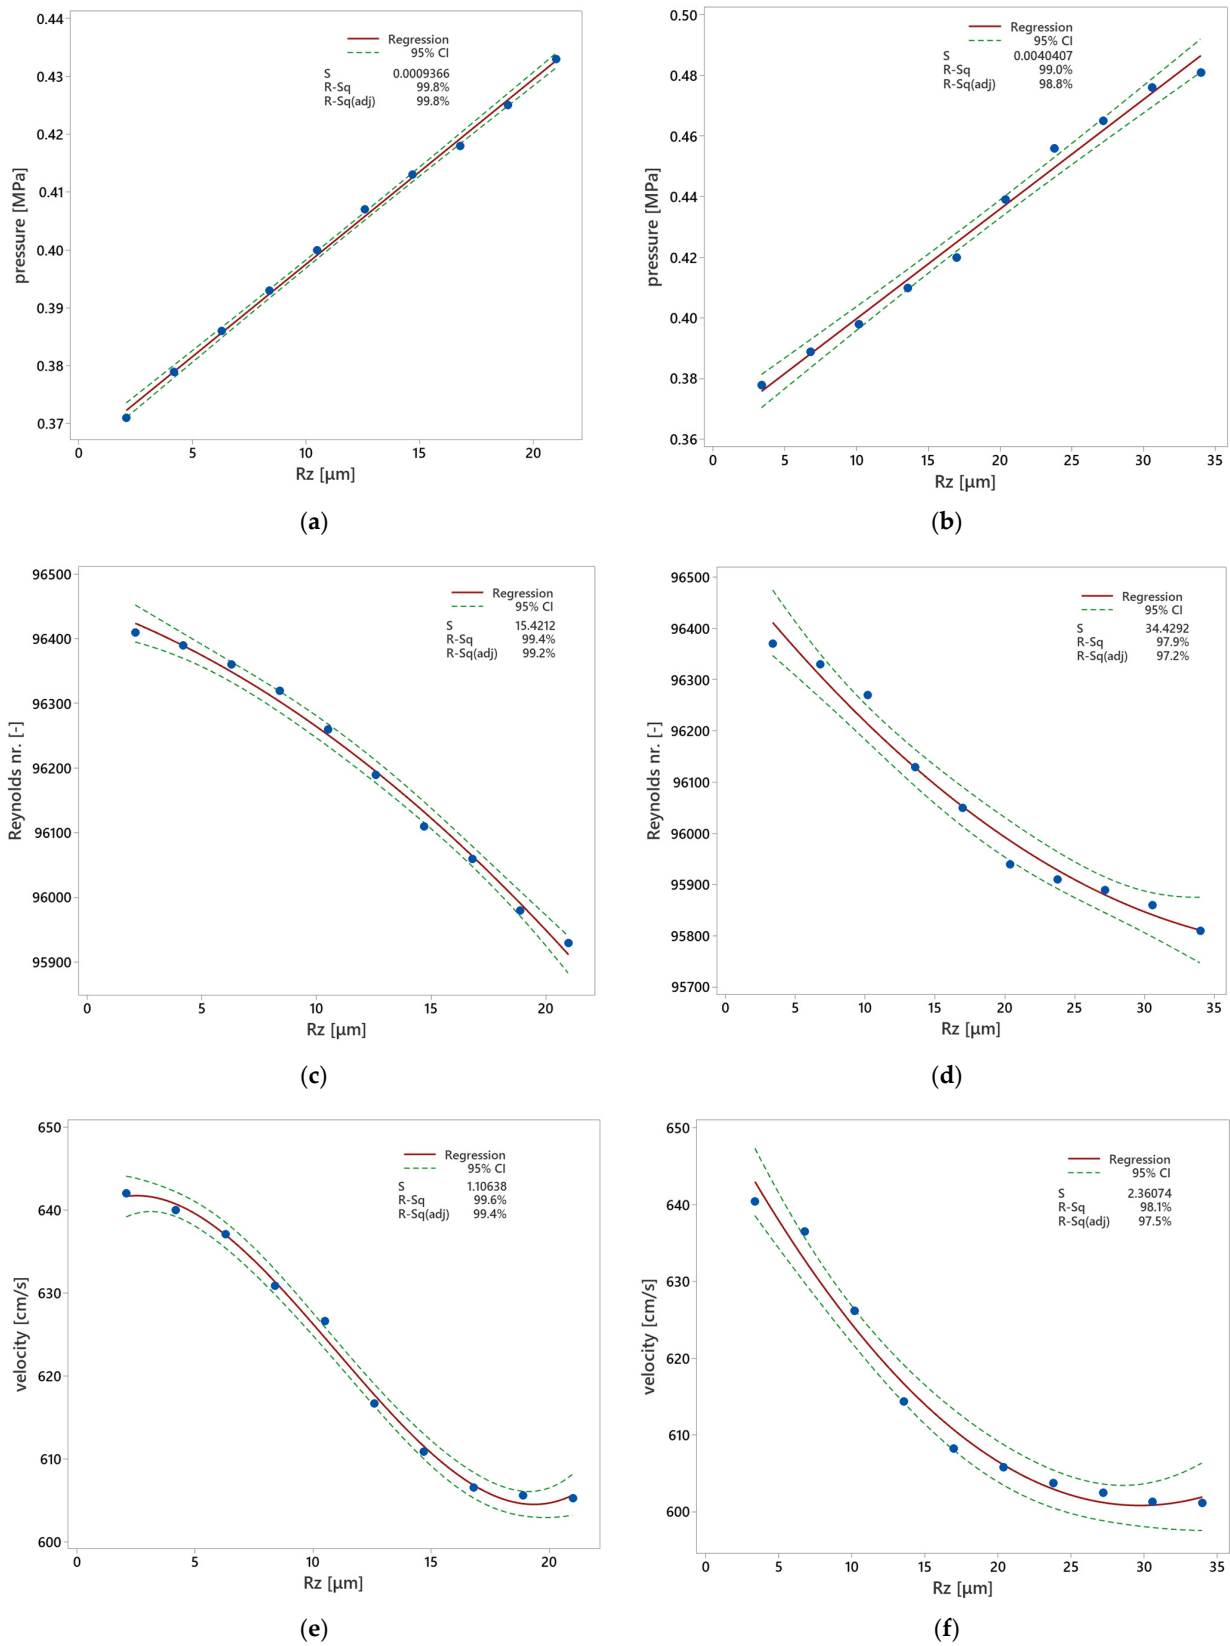 0.44
0.43
0.42
0.41
0.40
0.39
0.38
0.37
pressure [MPa]
Regression
95% CI
S 0.0009366
R-Sq 99.8%
R-Sq(adj) 99.8%
0 5 10 15 20
Rz [µm]
(a)
0.50
0.48
0.46
0.44
0.42
0.40
0.38
0.36
pressure [MPa]
Regression
95% CI
S 0.0040407
R-Sq 99.0%
R-Sq(adj) 98.8%
0 5 10 15 20 25 30 35
Rz [µm]
(b)
96500
96400
96300
96200
96100
96000
95900
Reynolds nr. [-]
Regression
95% CI
S 15.4212
R-Sq 99.4%
R-Sq(adj) 99.2%
0 5 10 15 20
Rz [µm]
(c)
96500
96400
96300
96200
96100
96000
95900
95800
95700
Reynolds nr. [-]
Regression
95% CI
S 34.4292
R-Sq 97.9%
R-Sq(adj) 97.2%
0 5 10 15 20 25 30 35
Rz [µm]
(d)
650
640
630
620
610
600
velocity [cm/s]
Regression
95% CI
S 1.10638
R-Sq 99.6%
R-Sq(adj) 99.4%
0 5 10 15 20
Rz [µm]
(e)
650
640
630
620
610
600
velocity [cm/s]
Regression
95% CI
S 2.36074
R-Sq 98.1%
R-Sq(adj) 97.5%
0 5 10 15 20 25 30 35
Rz [µm]
(f)